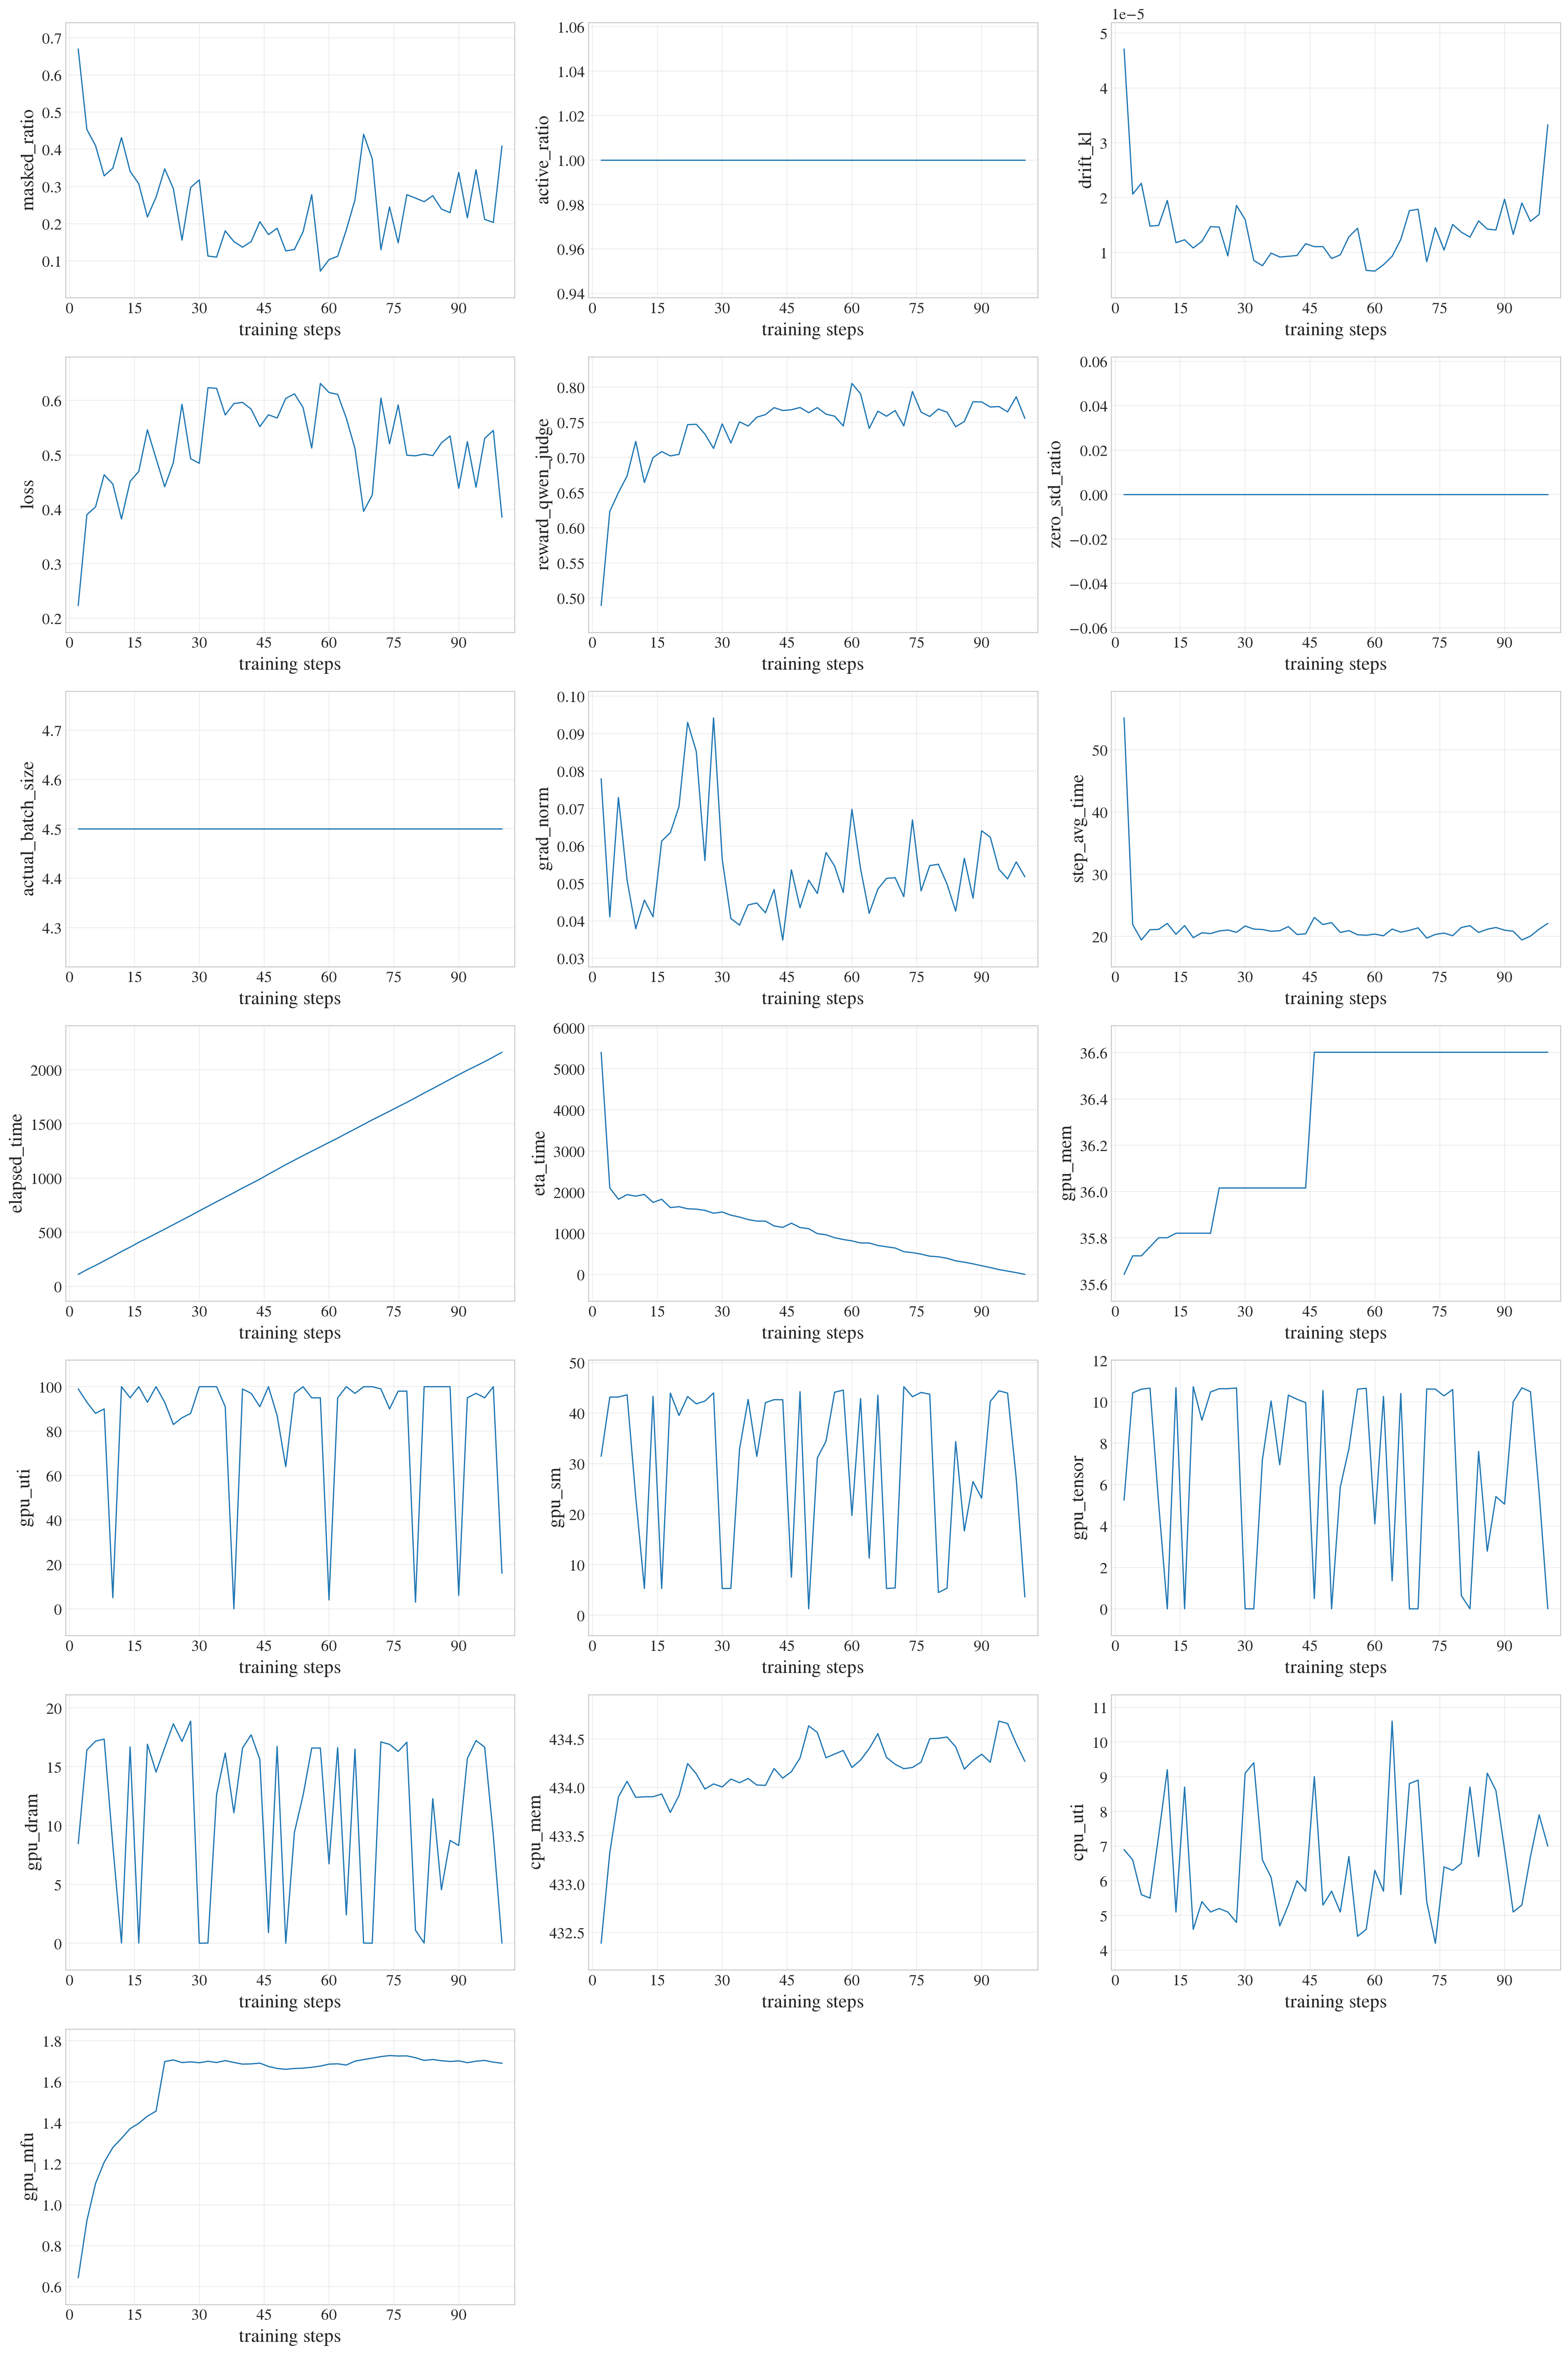 masked_ratio
0.7
0.6
0.5
0.4
0.3
0.2
0.1
0 15 30 45 60 75 90
training steps
active_ratio
1.06
1.04
1.02
1.00
0.98
0.96
0.94
0 15 30 45 60 75 90
training steps
1e−5
drift_kl
5
4
3
2
1
0 15 30 45 60 75 90
training steps
loss
0.6
0.5
0.4
0.3
0.2
0 15 30 45 60 75 90
training steps
reward_qwen_judge
0.80
0.75
0.70
0.65
0.60
0.55
0.50
0 15 30 45 60 75 90
training steps
zero_std_ratio
0.06
0.04
0.02
0.00
−0.02
−0.04
−0.06
0 15 30 45 60 75 90
training steps
actual_batch_size
4.7
4.6
4.5
4.4
4.3
0 15 30 45 60 75 90
training steps
grad_norm
0.10
0.09
0.08
0.07
0.06
0.05
0.04
0.03
0 15 30 45 60 75 90
training steps
step_avg_time
50
40
30
20
0 15 30 45 60 75 90
training steps
elapsed_time
2000
1500
1000
500
0
0 15 30 45 60 75 90
training steps
eta_time
6000
5000
4000
3000
2000
1000
0
0 15 30 45 60 75 90
training steps
gpu_mem
36.6
36.4
36.2
36.0
35.8
35.6
0 15 30 45 60 75 90
training steps
gpu_uti
100
80
60
40
20
0
0 15 30 45 60 75 90
training steps
gpu_sm
50
40
30
20
10
0
0 15 30 45 60 75 90
training steps
gpu_tensor
12
10
8
6
4
2
0
0 15 30 45 60 75 90
training steps
gpu_dram
20
15
10
5
0
0 15 30 45 60 75 90
training steps
cpu_mem
434.5
434.0
433.5
433.0
432.5
0 15 30 45 60 75 90
training steps
cpu_uti
11
10
9
8
7
6
5
4
0 15 30 45 60 75 90
training steps
gpu_mfu
1.8
1.6
1.4
1.2
1.0
0.8
0.6
0 15 30 45 60 75 90
training steps